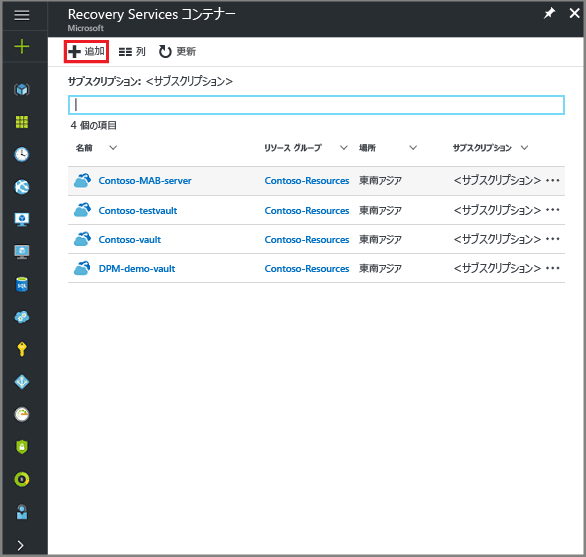 Recovery Services コンテナー
Microsoft
追加 列 更新
サブスクリプション: <サブスクリプション>
4 個の項目
名前 リソース グループ 場所 サブスクリプション
Contoso-MAB-server Contoso-Resources 東南アジア <サブスクリプション> •••
Contoso-testvault Contoso-Resources 東南アジア <サブスクリプション> •••
Contoso-vault Contoso-Resources 東南アジア <サブスクリプション> •••
DPM-demo-vault Contoso-Resources 東南アジア <サブスクリプション> •••
SQL